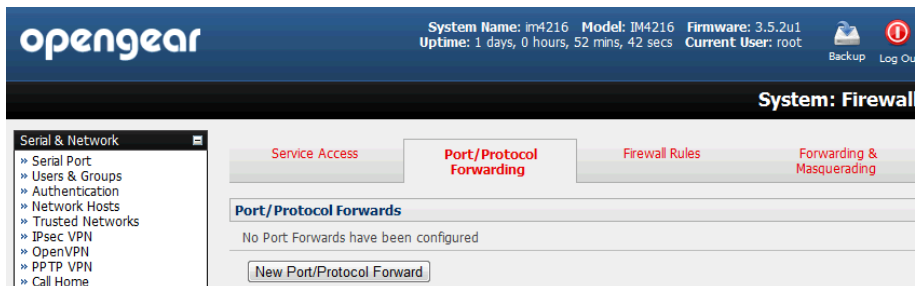 opengear
System Name: im4216 Model: IM4216 Firmware: 3.5.2u1
Uptime: 1 days, 0 hours, 52 mins, 42 secs Current User: root
Backup
Log Ou
System: Firewall
Serial & Network
» Serial Port
» Users & Groups
» Authentication
» Network Hosts
» Trusted Networks
» IPsec VPN
» OpenVPN
» PPTP VPN
» Call Home
Service Access
Port/Protocol
Forwarding
Firewall Rules
Forwarding &
Masquerading
Port/Protocol Forwards
No Port Forwards have been configured
New Port/Protocol Forward